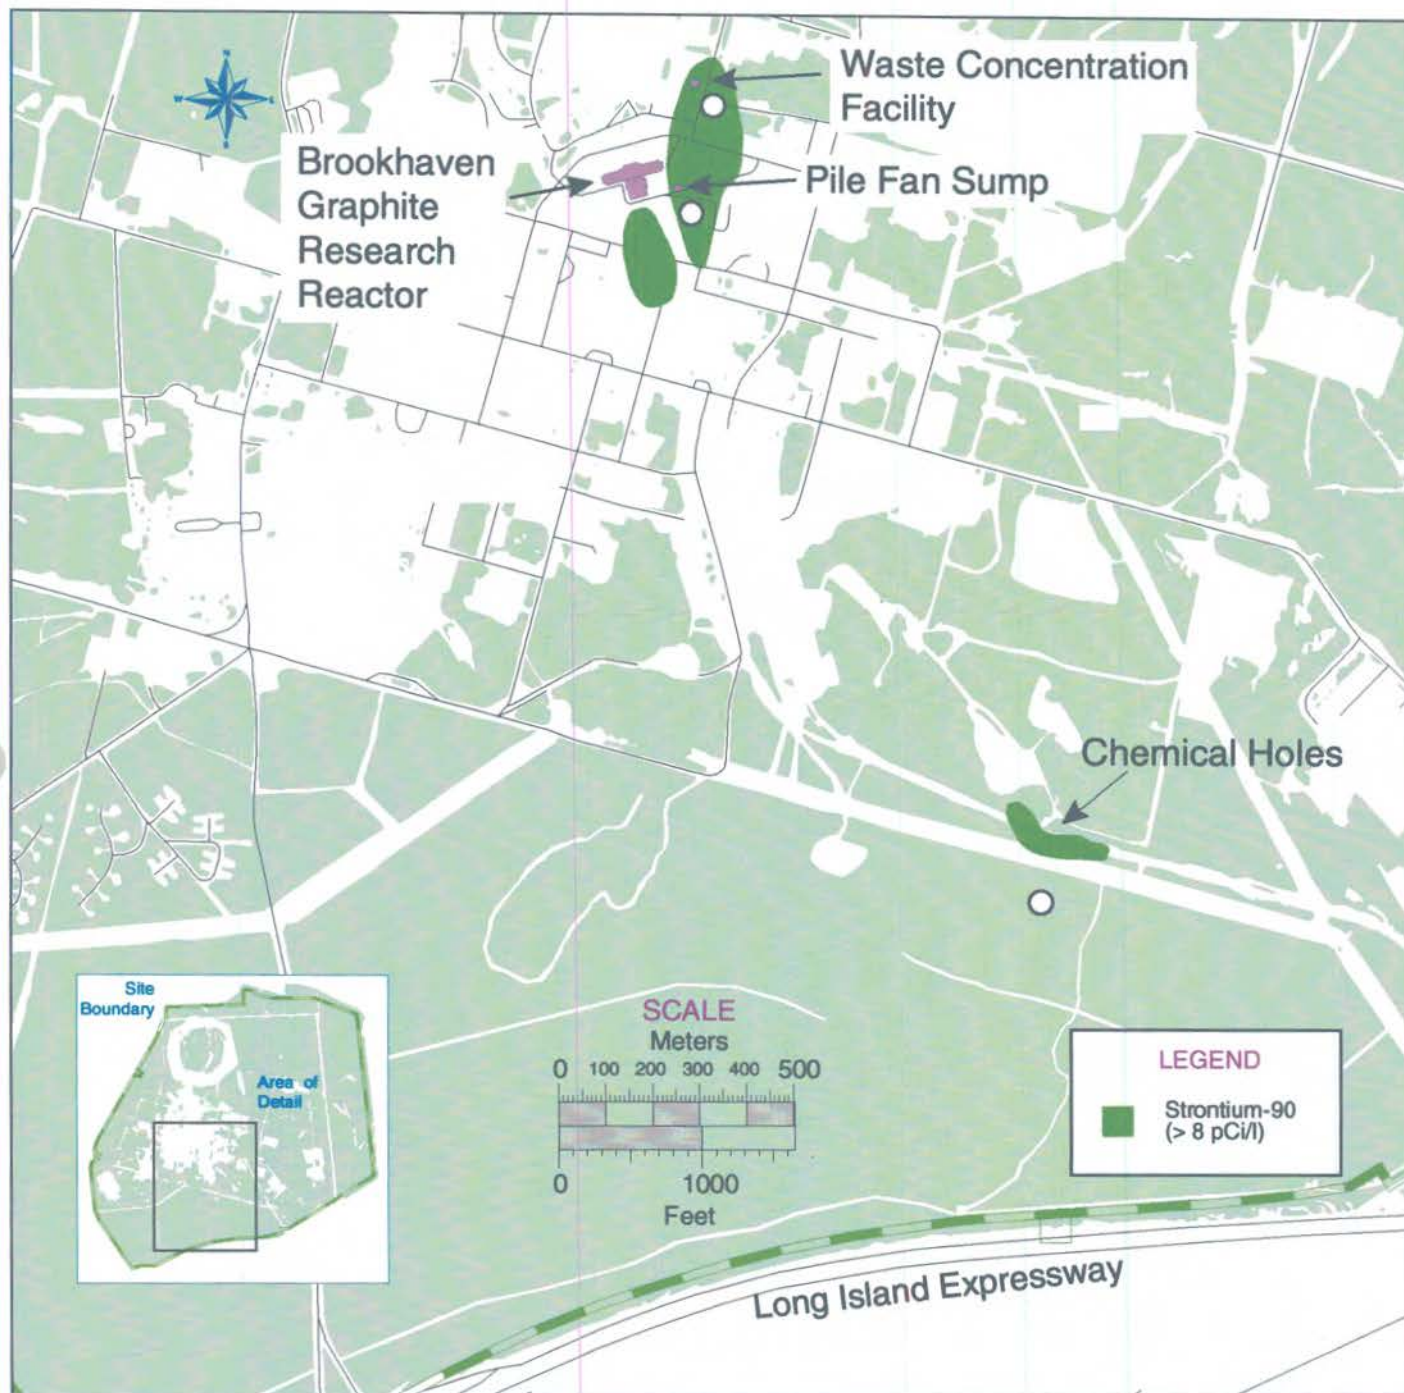 N
W
E
S
Waste Concentration
Facility
Brookhaven
Graphite
Research
Reactor
Pile Fan Sump
Chemical Holes
Site
Boundary
Area of
Detail
SCALE
Meters
0 100 200 300 400 500
0 1000
Feet
LEGEND
Strontium-90
(> 8 pCi/l)
Long Island Expressway